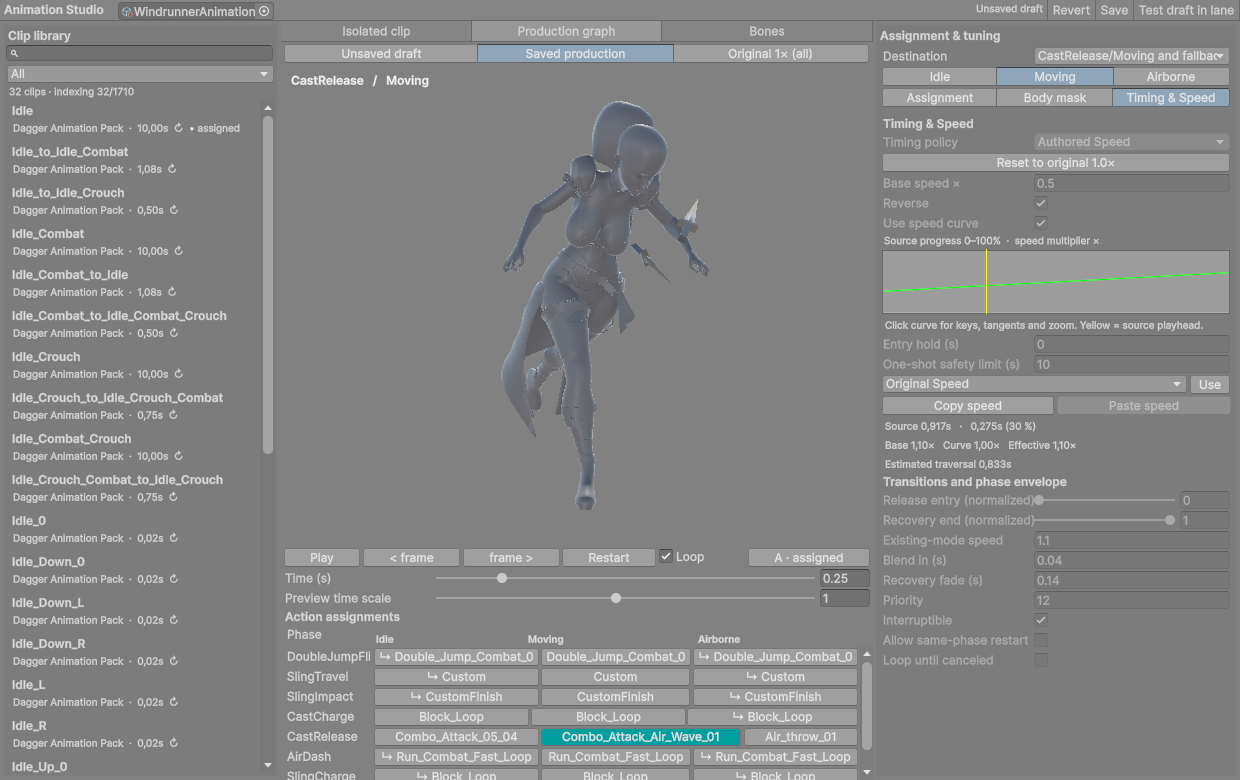 Animation Studio
WindrunnerAnimation
Unsaved draft
Revert
Save
Test draft in lane
Clip library
All
32 clips · indexing 32/1710
Idle
Dagger Animation Pack · 10,00s ↻ • assigned
Idle_to_Idle_Combat
Dagger Animation Pack · 1,08s ↻
Idle_to_Idle_Crouch
Dagger Animation Pack · 0,50s ↻
Idle_Combat
Dagger Animation Pack · 10,00s ↻
Idle_Combat_to_Idle
Dagger Animation Pack · 1,08s ↻
Idle_Combat_to_Idle_Combat_Crouch
Dagger Animation Pack · 0,50s ↻
Idle_Crouch
Dagger Animation Pack · 10,00s ↻
Idle_Crouch_to_Idle_Crouch_Combat
Dagger Animation Pack · 0,75s ↻
Idle_Combat_Crouch
Dagger Animation Pack · 10,00s ↻
Idle_Crouch_Combat_to_Idle_Crouch
Dagger Animation Pack · 0,75s ↻
Idle_0
Dagger Animation Pack · 0,02s ↻
Idle_Down_0
Dagger Animation Pack · 0,02s ↻
Idle_Down_L
Dagger Animation Pack · 0,02s ↻
Idle_Down_R
Dagger Animation Pack · 0,02s ↻
Idle_L
Dagger Animation Pack · 0,02s ↻
Idle_R
Dagger Animation Pack · 0,02s ↻
Idle_Up_0
Isolated clip
Production graph
Bones
Unsaved draft
Saved production
Original 1× (all)
CastRelease / Moving
Play
< frame
frame >
Restart
Loop
A · assigned
Time (s)
0.25
Preview time scale
1
Action assignments
Phase
Idle
Moving
Airborne
DoubleJumpFli
↳ Double_Jump_Combat_0
Double_Jump_Combat_0
↳ Double_Jump_Combat_0
SlingTravel
↳ Custom
Custom
↳ Custom
SlingImpact
↳ CustomFinish
CustomFinish
↳ CustomFinish
CastCharge
Block_Loop
Block_Loop
↳ Block_Loop
CastRelease
Combo_Attack_05_04
Combo_Attack_Air_Wave_01
Air_throw_01
AirDash
↳ Run_Combat_Fast_Loop
Run_Combat_Fast_Loop
↳ Run_Combat_Fast_Loop
SlingCharge
↳ Block_Loop
Block_Loop
↳ Block_Loop
Assignment & tuning
Destination
CastRelease/Moving and fallbac
Idle
Moving
Airborne
Assignment
Body mask
Timing & Speed
Timing & Speed
Timing policy
Authored Speed
Reset to original 1.0×
Base speed ×
0.5
Reverse
Use speed curve
Source progress 0–100% · speed multiplier ×
Click curve for keys, tangents and zoom. Yellow = source playhead.
Entry hold (s)
0
One-shot safety limit (s)
10
Original Speed
Use
Copy speed
Paste speed
Source 0,917s · 0,275s (30 %)
Base 1,10× Curve 1,00× Effective 1,10×
Estimated traversal 0,833s
Transitions and phase envelope
Release entry (normalized)
0
Recovery end (normalized)
1
Existing-mode speed
1.1
Blend in (s)
0.04
Recovery fade (s)
0.14
Priority
12
Interruptible
Allow same-phase restart
Loop until canceled